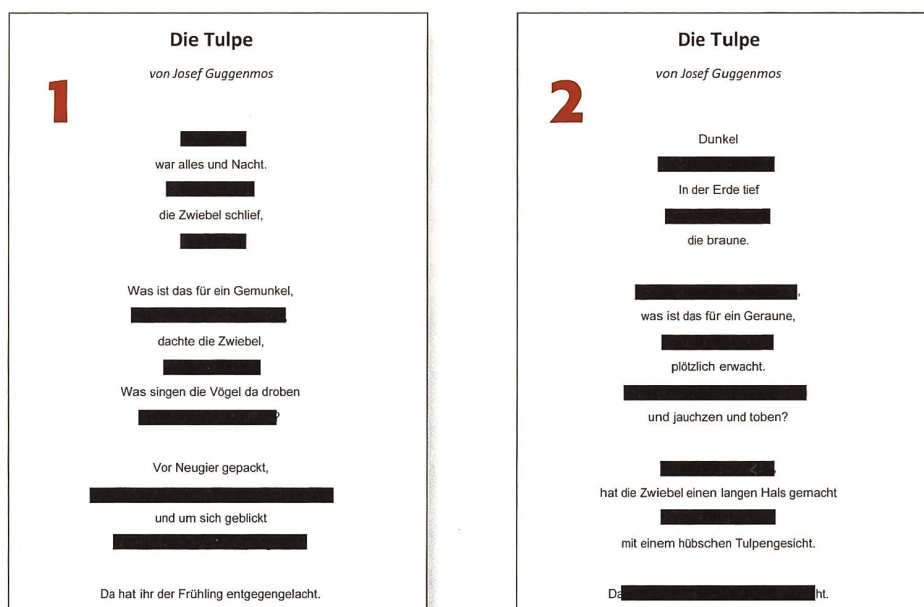 Die Tulpe
von Josef Guggenmos
1
war alles und Nacht.
die Zwiebel schlief,
Was ist das für ein Gemunkel,
dachte die Zwiebel,
Was singen die Vögel da droben
?
Vor Neugier gepackt,
und um sich geblickt
Da hat ihr der Frühling entgegengelacht.
Die Tulpe
von Josef Guggenmos
2
Dunkel
In der Erde tief
die braune.
,
was ist das für ein Geraune,
plötzlich erwacht.
und jauchzen und toben?
hat die Zwiebel einen langen Hals gemacht
mit einem hübschen Tulpengesicht.
Da ht.